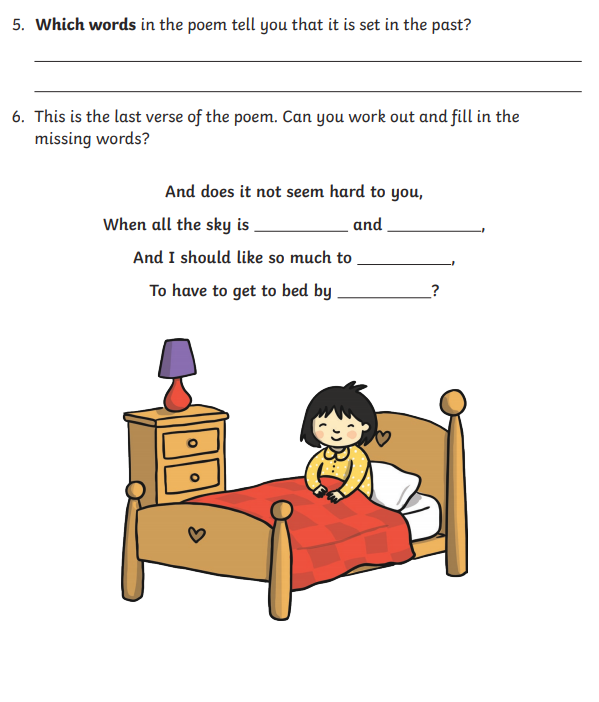 5. Which words in the poem tell you that it is set in the past?
6. This is the last verse of the poem. Can you work out and fill in the
missing words?
And does it not seem hard to you,
When all the sky is __________ and __________,
And I should like so much to __________,
To have to get to bed by __________?